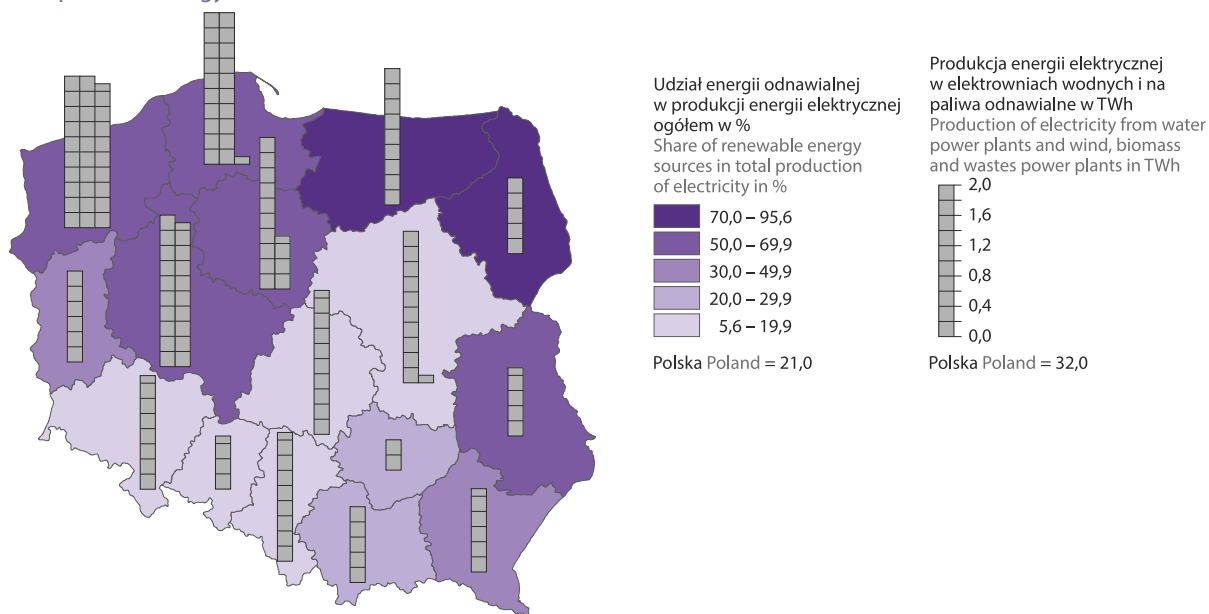 Udział energii odnawialnej
w produkcji energii elektrycznej
ogółem w %
Share of renewable energy
sources in total production
of electricity in %
70,0 – 95,6
50,0 – 69,9
30,0 – 49,9
20,0 – 29,9
5,6 – 19,9
Polska Poland = 21,0
Produkcja energii elektrycznej
w elektrowniach wodnych i na
paliwa odnawialne w TWh
Production of electricity from water
power plants and wind, biomass
and wastes power plants in TWh
2,0
1,6
1,2
0,8
0,4
0,0
Polska Poland = 32,0